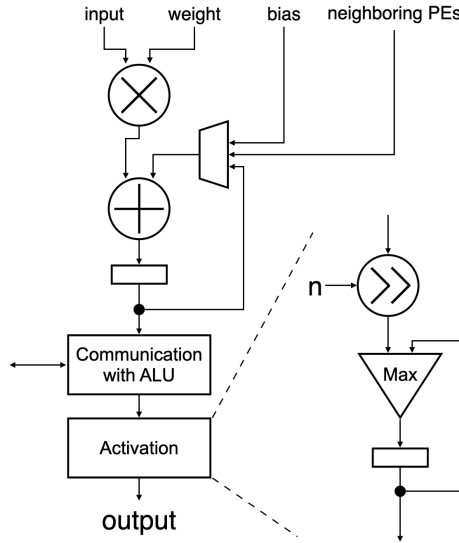 input weight bias neighboring PEs
n
Max
Communication
with ALU
Activation
output